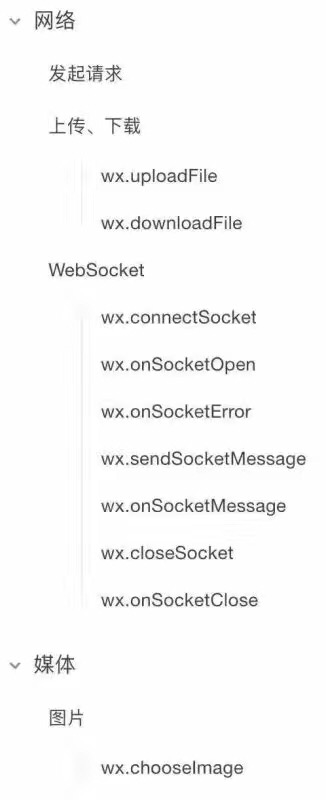 网络
发起请求
上传、下载
wx.uploadFile
wx.downloadFile
WebSocket
wx.connectSocket
wx.onSocketOpen
wx.onSocketError
wx.sendSocketMessage
wx.onSocketMessage
wx.closeSocket
wx.onSocketClose
媒体
图片
wx.chooseImage